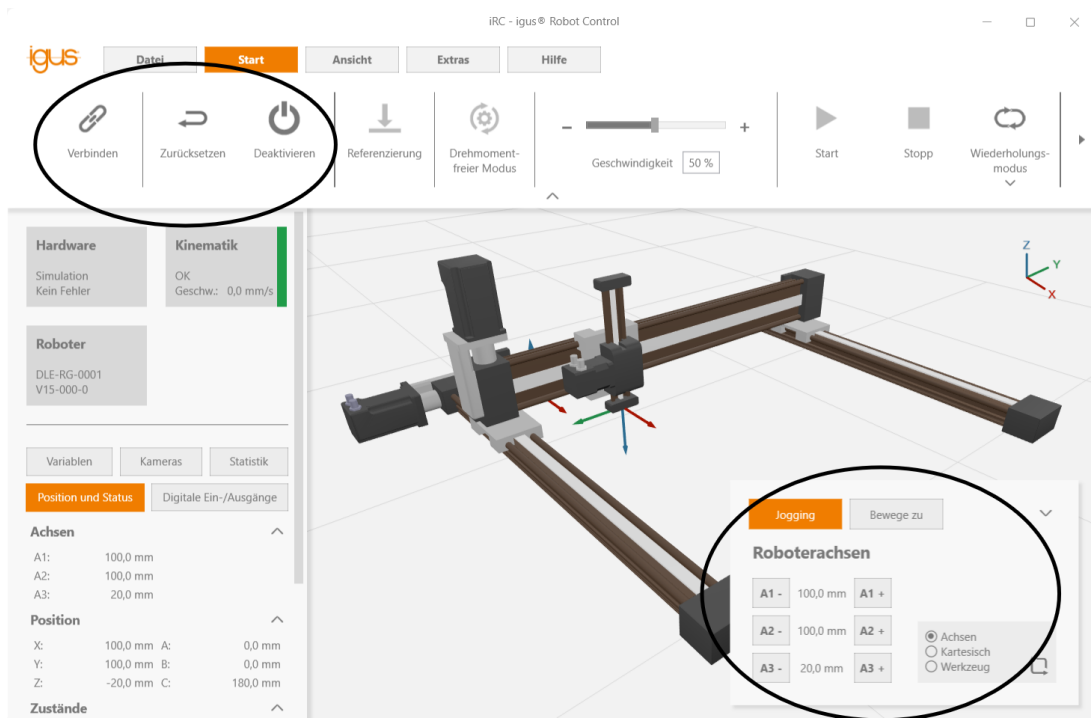 iRC - igus® Robot Control
igus
Datei
Start
Ansicht
Extras
Hilfe
Verbinden
Zurücksetzen
Deaktivieren
Referenzierung
Drehmoment-
freier Modus
Geschwindigkeit 50 %
Start
Stopp
Wiederholungs-
modus
Hardware
Simulation
Kein Fehler
Kinematik
OK
Geschw.: 0,0 mm/s
Roboter
DLE-RG-0001
V15-000-0
Variablen
Kameras
Statistik
Position und Status
Digitale Ein-/Ausgänge
Achsen
A1: 100,0 mm
A2: 100,0 mm
A3: 20,0 mm
Position
X: 100,0 mm A: 0,0 mm
Y: 100,0 mm B: 0,0 mm
Z: -20,0 mm C: 180,0 mm
Zustände
Z
Y
X
Jogging
Bewege zu
Roboterachsen
A1 - 100,0 mm A1 +
A2 - 100,0 mm A2 +
A3 - 20,0 mm A3 +
Achsen
Kartesisch
Werkzeug